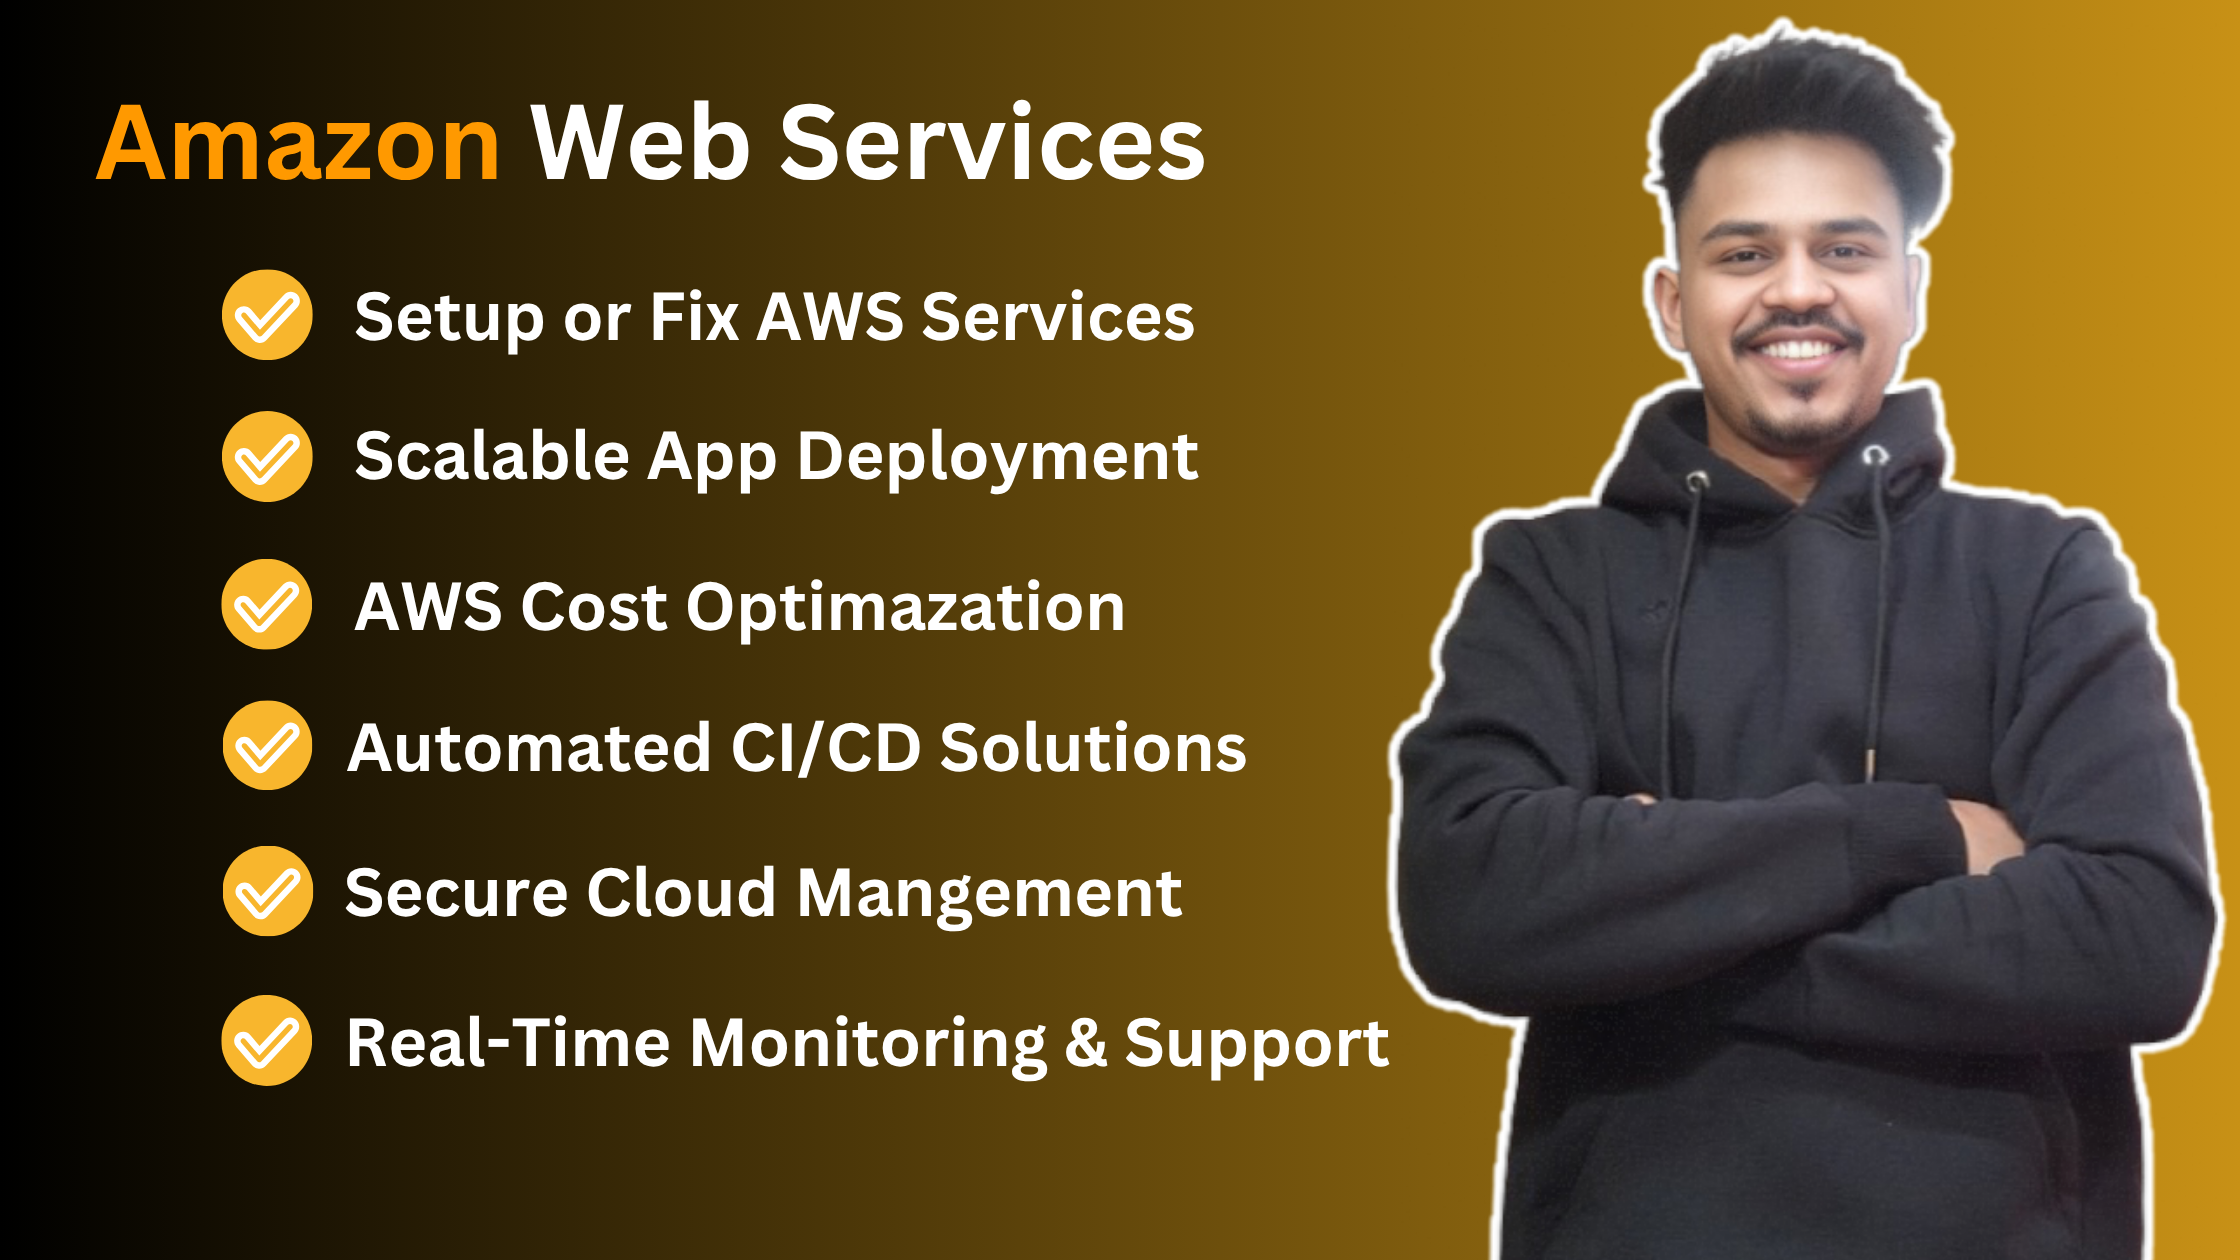 Amazon Web Services
Setup or Fix AWS Services
Scalable App Deployment
AWS Cost Optimazation
Automated CI/CD Solutions
Secure Cloud Mangement
Real-Time Monitoring & Support